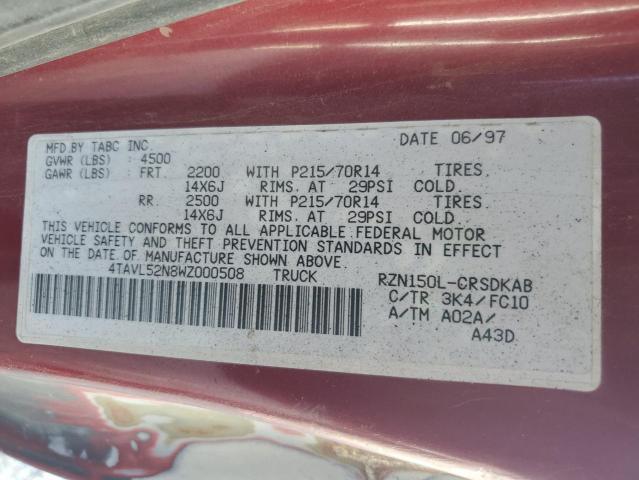 MFD BY TABC INC. DATE 06/97
GVWR (LBS): 4500
GAWR (LBS): FRT. 2200 WITH P215/70R14 TIRES.
14X6J RIMS. AT 29PSI COLD.
RR. 2500 WITH P215/70R14 TIRES.
14X6J RIMS. AT 29PSI COLD.
THIS VEHICLE CONFORMS TO ALL APPLICABLE FEDERAL MOTOR
VEHICLE SAFETY AND THEFT PREVENTION STANDARDS IN EFFECT
ON THE DATE OF MANUFACTURE SHOWN ABOVE.
4TAVL52N8WZ000508 TRUCK RZN150L-CRSDKAB
C/TR 3K4/FC10
A/TM A02A/
A43D